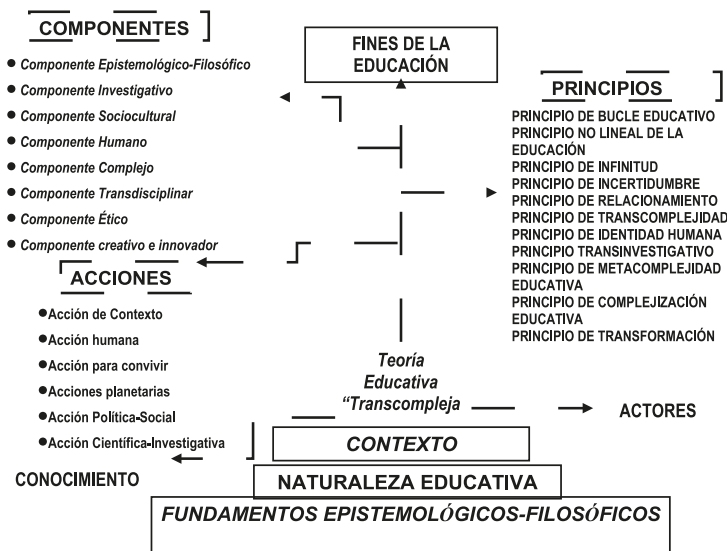 COMPONENTES
Componente Epistemológico-Filosófico
Componente Investigativo
Componente Sociocultural
Componente Humano
Componente Complejo
Componente Transdisciplinar
Componente Ético
Componente creativo e innovador
FINES DE LA
EDUCACIÓN
PRINCIPIOS
PRINCIPIO DE BUCLE EDUCATIVO
PRINCIPIO NO LINEAL DE LA
EDUCACIÓN
PRINCIPIO DE INFINITUD
PRINCIPIO DE INCERTIDUMBRE
PRINCIPIO DE RELACIONAMIENTO
PRINCIPIO DE TRANSCOMPLEJIDAD
PRINCIPIO DE IDENTIDAD HUMANA
PRINCIPIO TRANSINVESTIGATIVO
PRINCIPIO DE METACOMPLEJIDAD
EDUCATIVA
PRINCIPIO DE COMPLEJIZACIÓN
EDUCATIVA
PRINCIPIO DE TRANSFORMACIÓN
ACCIONES
Acción de Contexto
Acción humana
Acción para convivir
Acciones planetarias
Acción Política-Social
Acción Científica-Investigativa
Teoría
Educativa
“Transcompleja
ACTORES
CONOCIMIENTO
CONTEXTO
NATURALEZA EDUCATIVA
FUNDAMENTOS EPISTEMOLÓGICOS-FILOSÓFICOS